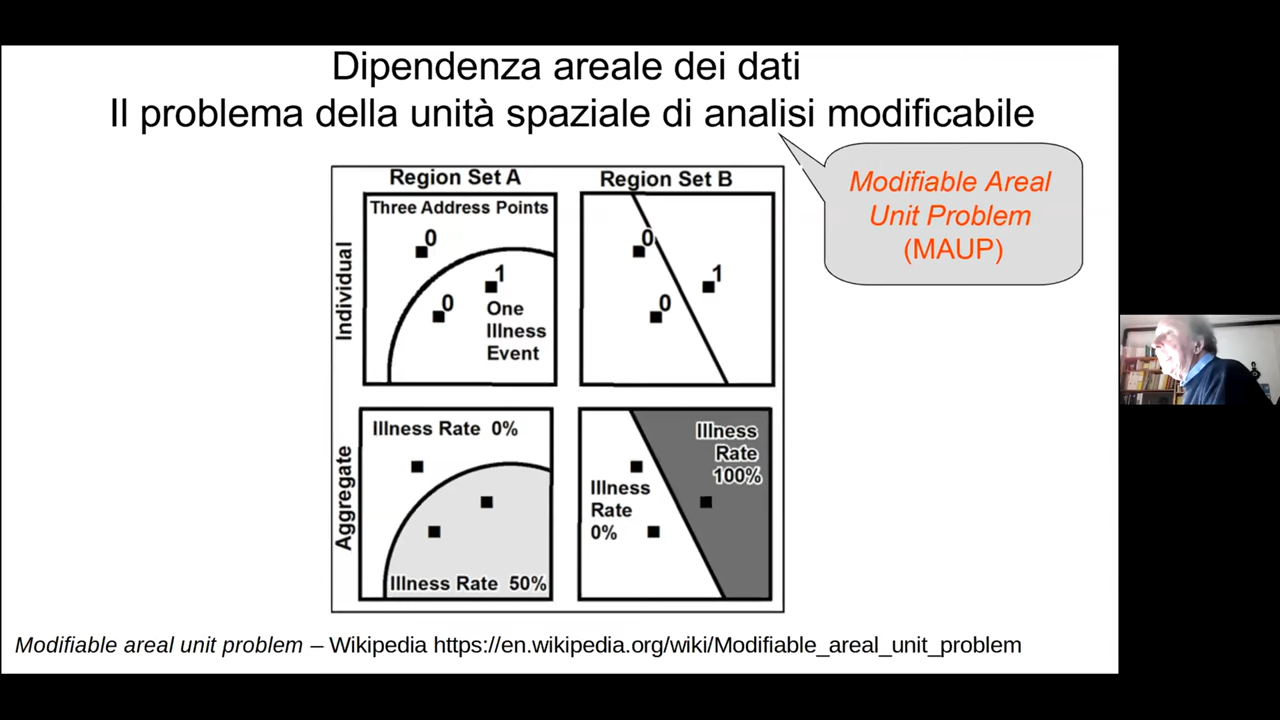 Dipendenza areale dei dati
Il problema della unità spaziale di analisi modificabile
Modifiable Areal
Unit Problem
(MAUP)
Region Set A
Region Set B
Individual
Three Address Points
0
1
0
One
Illness
Event
0
1
0
Aggregate
Illness Rate 0%
Illness Rate 50%
Illness
Rate
0%
Illness
Rate
100%
Modifiable areal unit problem – Wikipedia https://en.wikipedia.org/wiki/Modifiable_areal_unit_problem